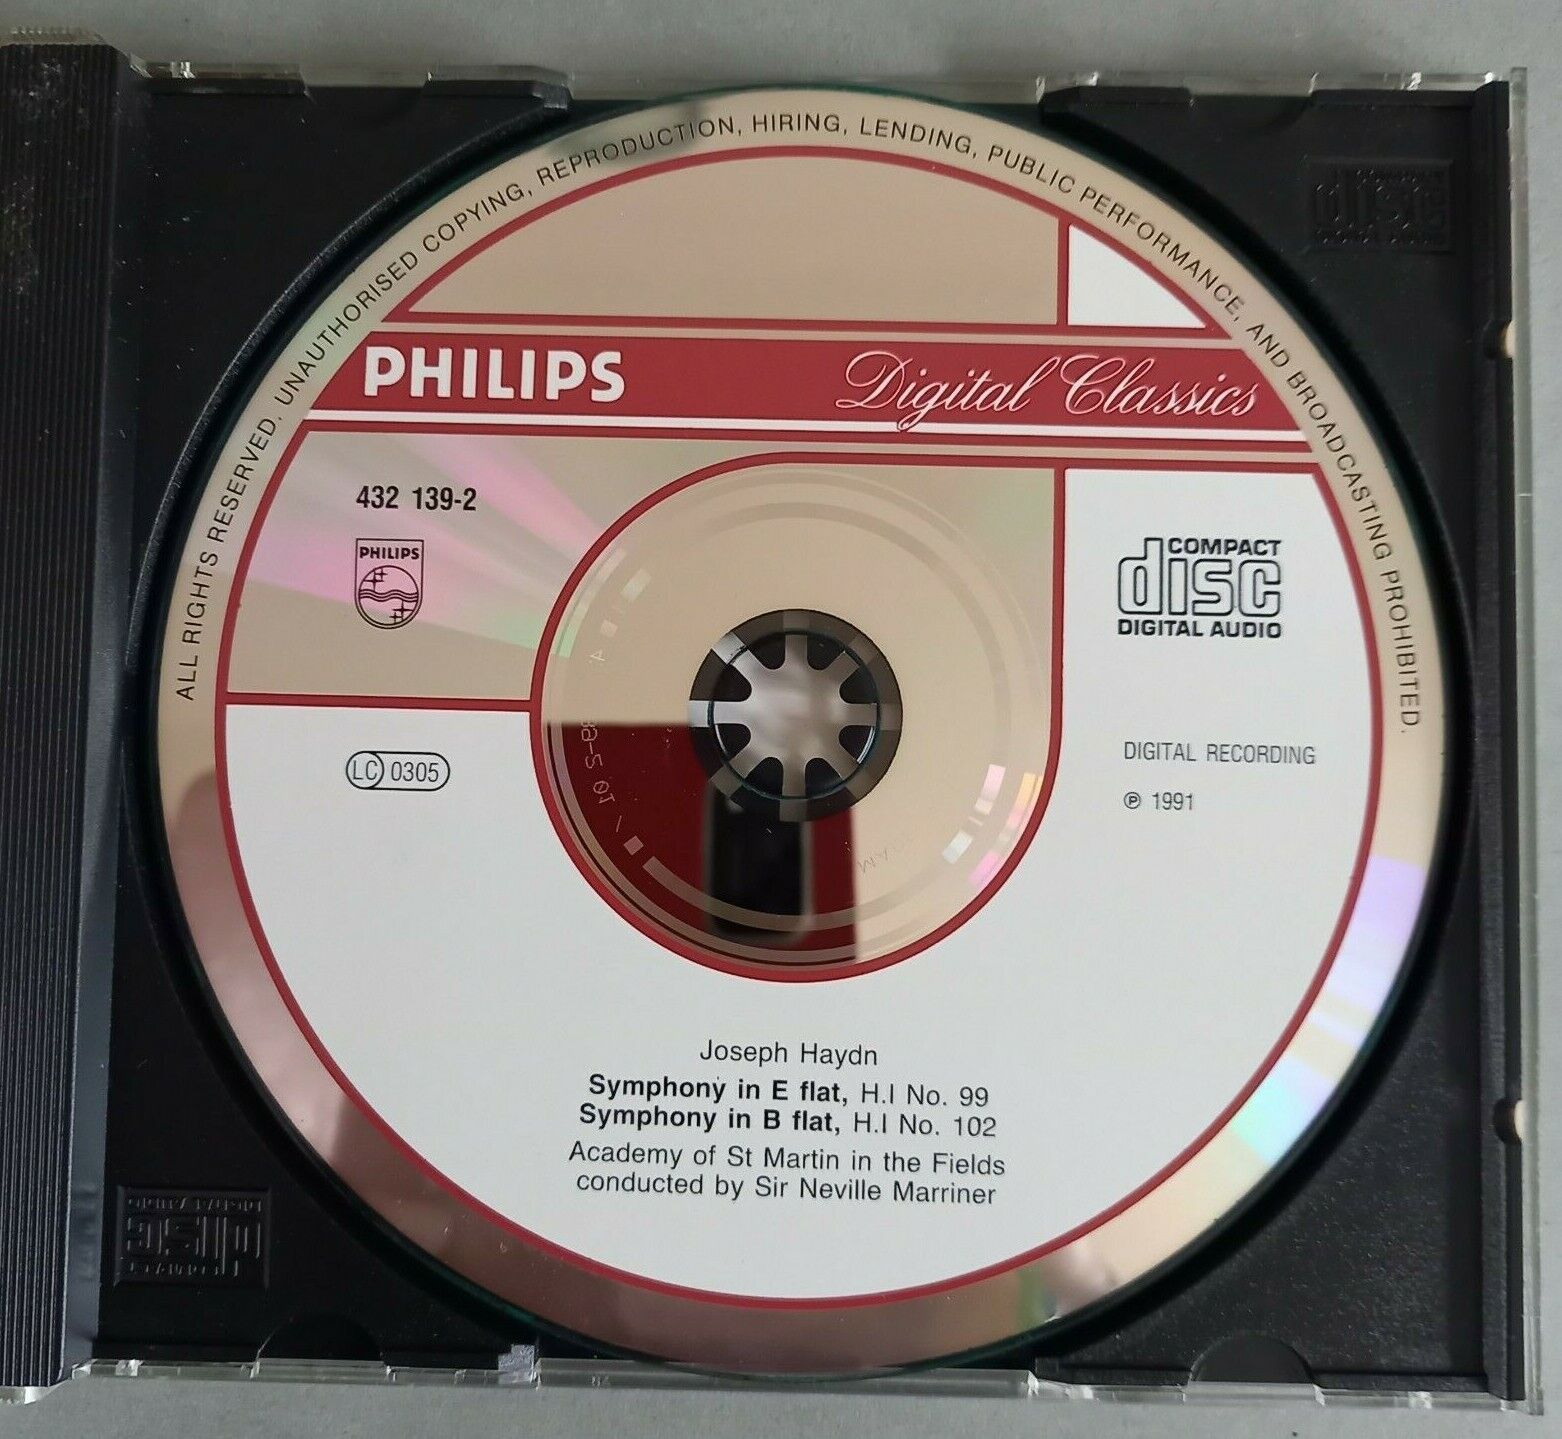 ALL RIGHTS RESERVED. UNAUTHORISED COPYING, REPRODUCTION, HIRING, LENDING, PUBLIC PERFORMANCE, AND BROADCASTING PROHIBITED.
PHILIPS Digital Classics
432 139-2
PHILIPS
COMPACT
disc
DIGITAL AUDIO
LC 0305
DIGITAL RECORDING
℗ 1991
Joseph Haydn
Symphony in E flat, H.I No. 99
Symphony in B flat, H.I No. 102
Academy of St Martin in the Fields
conducted by Sir Neville Marriner